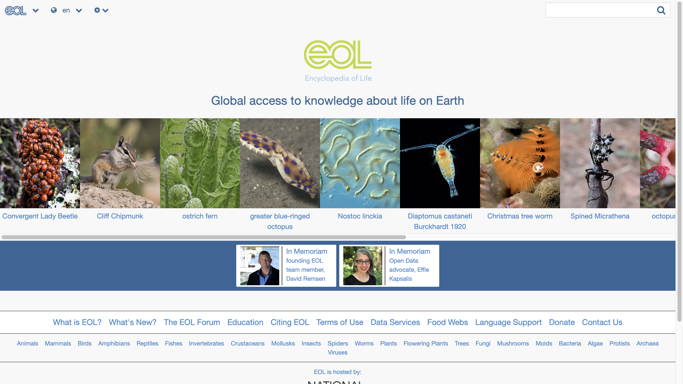 eol
en
eol
Encyclopedia of Life
Global access to knowledge about life on Earth
Convergent Lady Beetle
Cliff Chipmunk
ostrich fern
greater blue-ringed
octopus
Nostoc linckia
Diaptomus castaneti
Burckhardt 1920
Christmas tree worm
Spined Micrathena
In Memoriam
founding EOL
team member,
David Remsen
In Memoriam
Open Data
advocate, Effie
Kapsalis
What is EOL? What's New? The EOL Forum Education Citing EOL Terms of Use Data Services Food Webs Language Support Donate Contact Us
Animals Mammals Birds Amphibians Reptiles Fishes Invertebrates Crustaceans Mollusks Insects Spiders Worms Plants Flowering Plants Trees Fungi Mushrooms Molds Bacteria Algae Protists Archaea
Viruses
EOL is hosted by:
NATIONAL